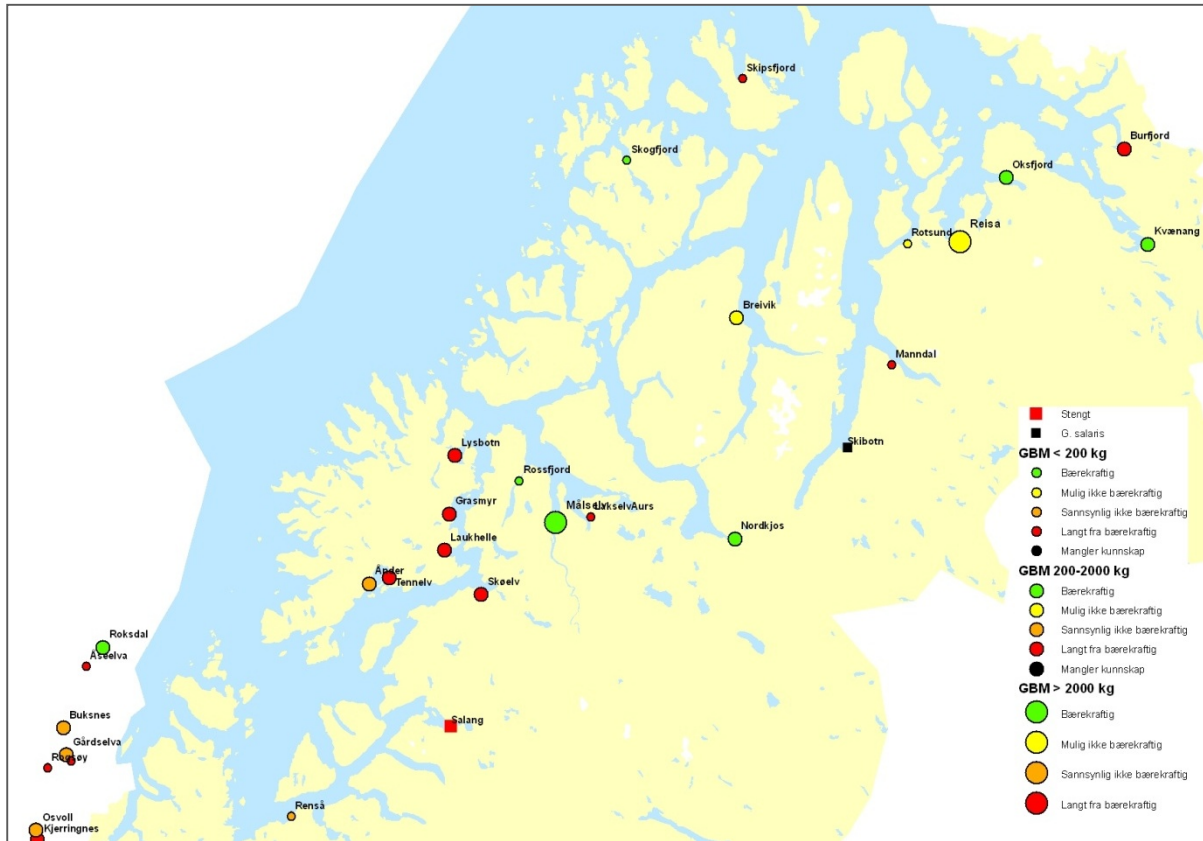 Skipsfjord
Burfjord
Skogfjord
Oksfjord
Reisa
Rotsund
Kvænang
Breivik
Manndal
Skibotn
Lysbotn
Rossfjord
Grasmyr
Målselv
LakselvAurs
Nordkjos
Laukhelle
Ånder
Tennelv
Skøelv
Roksdal
Åseelva
Buksnes
Salang
Gårdselva
Rogsøy
Renså
Osvoll
Kjerringnes
Stengt
G. salaris
GBM < 200 kg
Bærekraftig
Mulig ikke bærekraftig
Sannsynlig ikke bærekraftig
Langt fra bærekraftig
Mangler kunnskap
GBM 200-2000 kg
Bærekraftig
Mulig ikke bærekraftig
Sannsynlig ikke bærekraftig
Langt fra bærekraftig
Mangler kunnskap
GBM > 2000 kg
Bærekraftig
Mulig ikke bærekraftig
Sannsynlig ikke bærekraftig
Langt fra bærekraftig